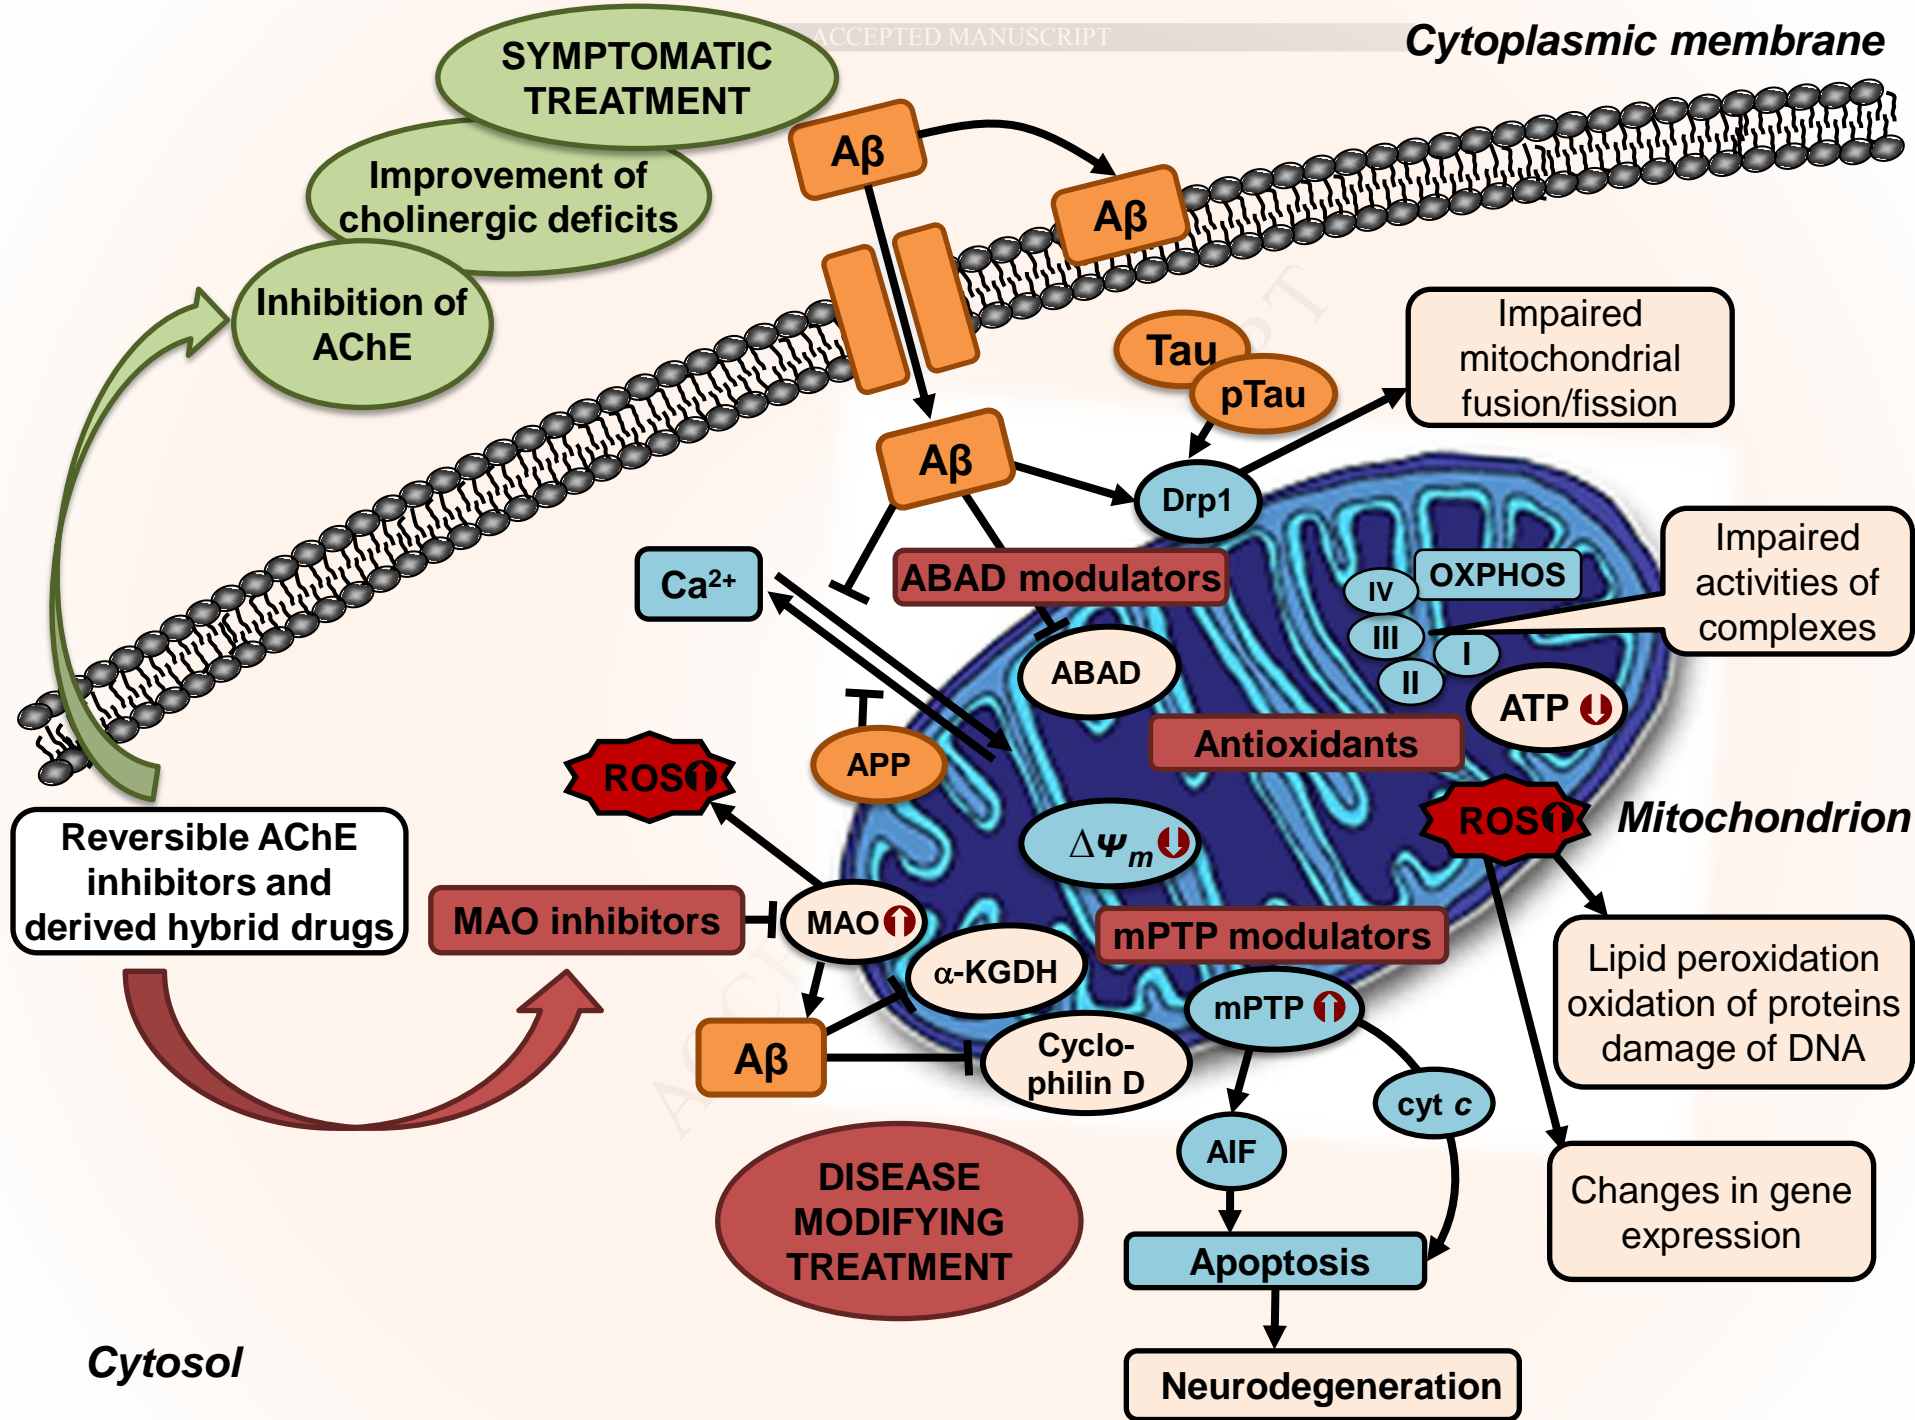 ACCEPTED MANUSCRIPT
Cytoplasmic membrane
SYMPTOMATIC
TREATMENT
Improvement of
cholinergic deficits
Inhibition of
AChE
Aβ
Aβ
Tau
pTau
Impaired
mitochondrial
fusion/fission
Aβ
Drp1
Ca²⁺
ABAD modulators
ABAD
OXPHOS
IV
III
I
II
Impaired
activities of
complexes
ATP
Antioxidants
APP
ROS
ROS
Mitochondrion
ΔΨm
Reversible AChE
inhibitors and
derived hybrid drugs
MAO inhibitors
MAO
mPTP modulators
α-KGDH
mPTP
Lipid peroxidation
oxidation of proteins
damage of DNA
Aβ
Cyclo-
philin D
cyt c
AIF
DISEASE
MODIFYING
TREATMENT
Changes in gene
expression
Apoptosis
Neurodegeneration
Cytosol